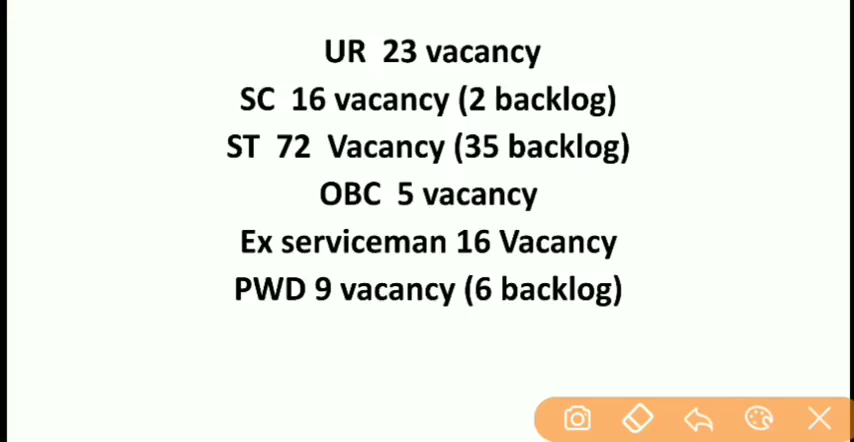 UR 23 vacancy
SC 16 vacancy (2 backlog)
ST 72 Vacancy (35 backlog)
OBC 5 vacancy
Ex serviceman 16 Vacancy
PWD 9 vacancy (6 backlog)